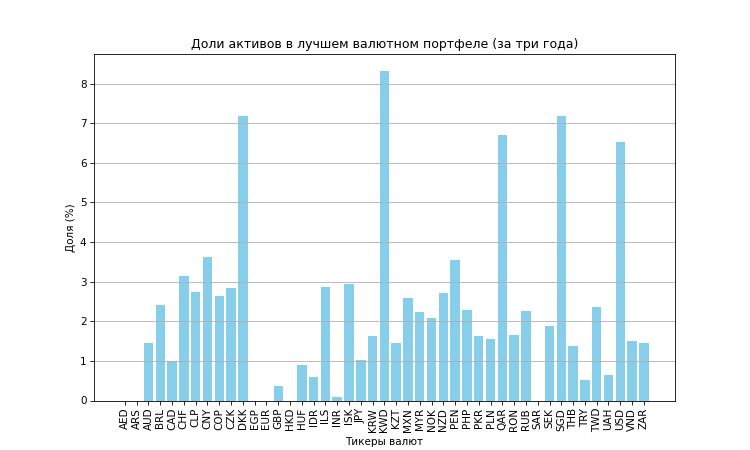 Доли активов в лучшем валютном портфеле (за три года)
Доля (%)
8
7
6
5
4
3
2
1
0
AED ARS AUD BRL CAD CHF CLP CNY COP CZK DKK EGP EUR GBP HKD HUF IDR ILS INR ISK JPY KRW KWD KZT MXN MYR NOK NZD PEN PHP PKR PLN QAR RON RUB SAR SEK SGD THB TRY TWD UAH USD VND ZAR
Тикеры валют